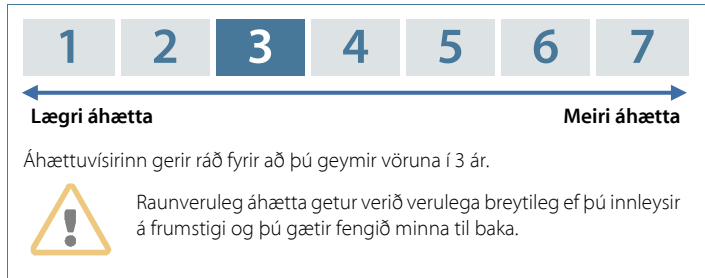 1 2 3 4 5 6 7
Lægri áhætta Meiri áhætta
Áhættuvísirinn gerir ráð fyrir að þú geymir vöruna í 3 ár.
Raunveruleg áhætta getur verið verulega breytileg ef þú innleysir
á frumstigi og þú gætir fengið minna til baka.